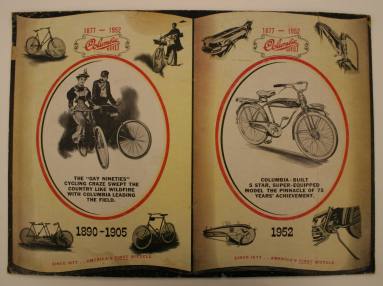 1877 — 1952
Columbia
BUILT
THE "GAY NINETIES"
CYCLING CRAZE SWEPT THE
COUNTRY LIKE WILDFIRE
WITH COLUMBIA LEADING
THE FIELD.
1890-1905
SINCE 1877 . . . AMERICA'S FIRST BICYCLE
1877 — 1952
Columbia
BUILT
COLUMBIA-BUILT
5 STAR, SUPER-EQUIPPED
MODEL THE PINNACLE OF 75
YEARS' ACHIEVEMENT.
1952
SINCE 1877 . . . AMERICA'S FIRST BICYCLE